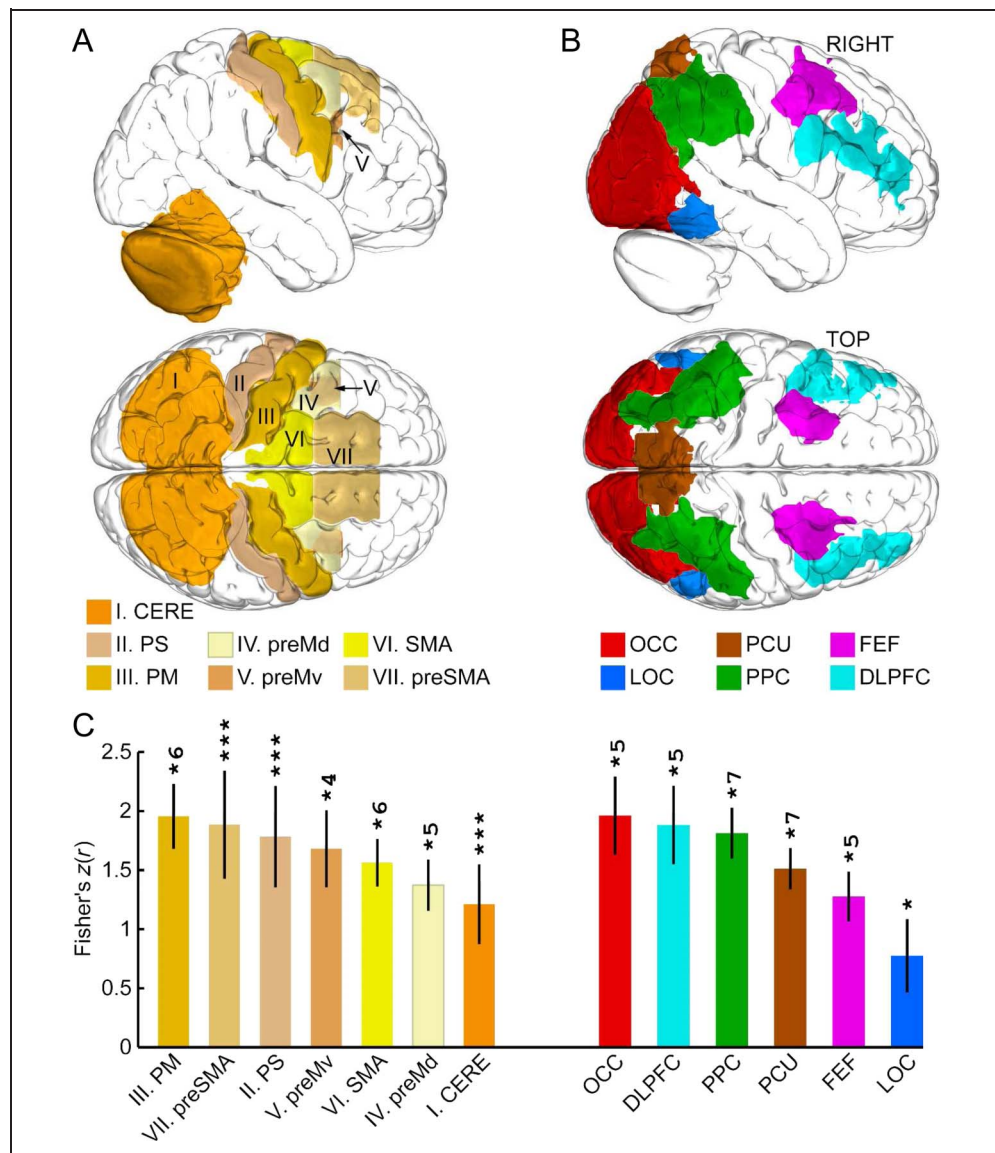 A
B
RIGHT
V
TOP
I
II
III
IV
V
VI
VII
I. CERE
II. PS
IV. preMd
VI. SMA
III. PM
V. preMv
VII. preSMA
OCC
PCU
FEF
LOC
PPC
DLPFC
C
Fisher's z(r)
2.5
2
1.5
1
0.5
0
*6
***
***
*4
*6
*5
***
*5
*5
*7
*7
*5
*
III. PM
VII. preSMA
II. PS
V. preMv
VI. SMA
IV. preMd
I. CERE
OCC
DLPFC
PPC
PCU
FEF
LOC